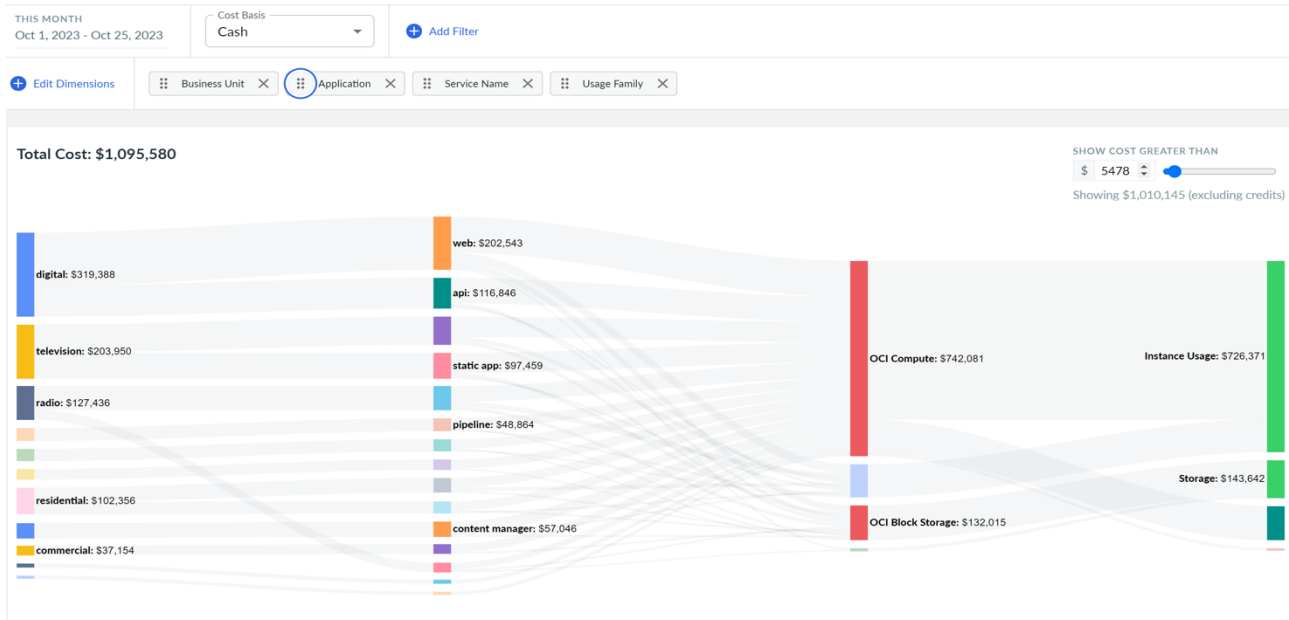 THIS MONTH
Oct 1, 2023 - Oct 25, 2023
Cost Basis
Cash
Add Filter
Edit Dimensions
Business Unit
Application
Service Name
Usage Family
Total Cost: $1,095,580
SHOW COST GREATER THAN
$ 5478
Showing $1,010,145 (excluding credits)
digital: $319,388
television: $203,950
radio: $127,436
residential: $102,356
commercial: $37,154
web: $202,543
api: $116,846
static app: $97,459
pipeline: $48,864
content manager: $57,046
OCI Compute: $742,081
OCI Block Storage: $132,015
Instance Usage: $726,371
Storage: $143,642